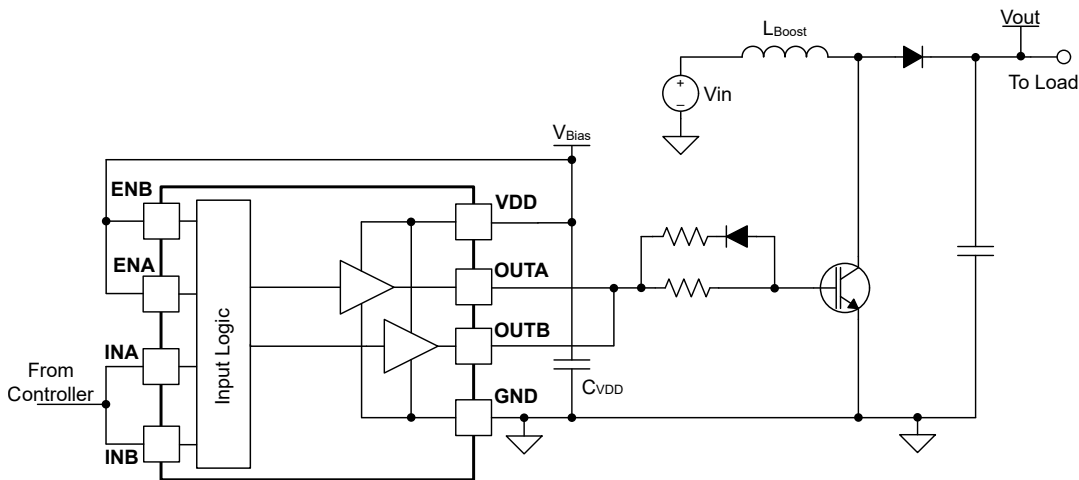 Vout
LBoost
To Load
Vin
+
−
VBias
ENB
VDD
ENA
OUTA
OUTB
INA
Input Logic
From
Controller
CVDD
GND
INB